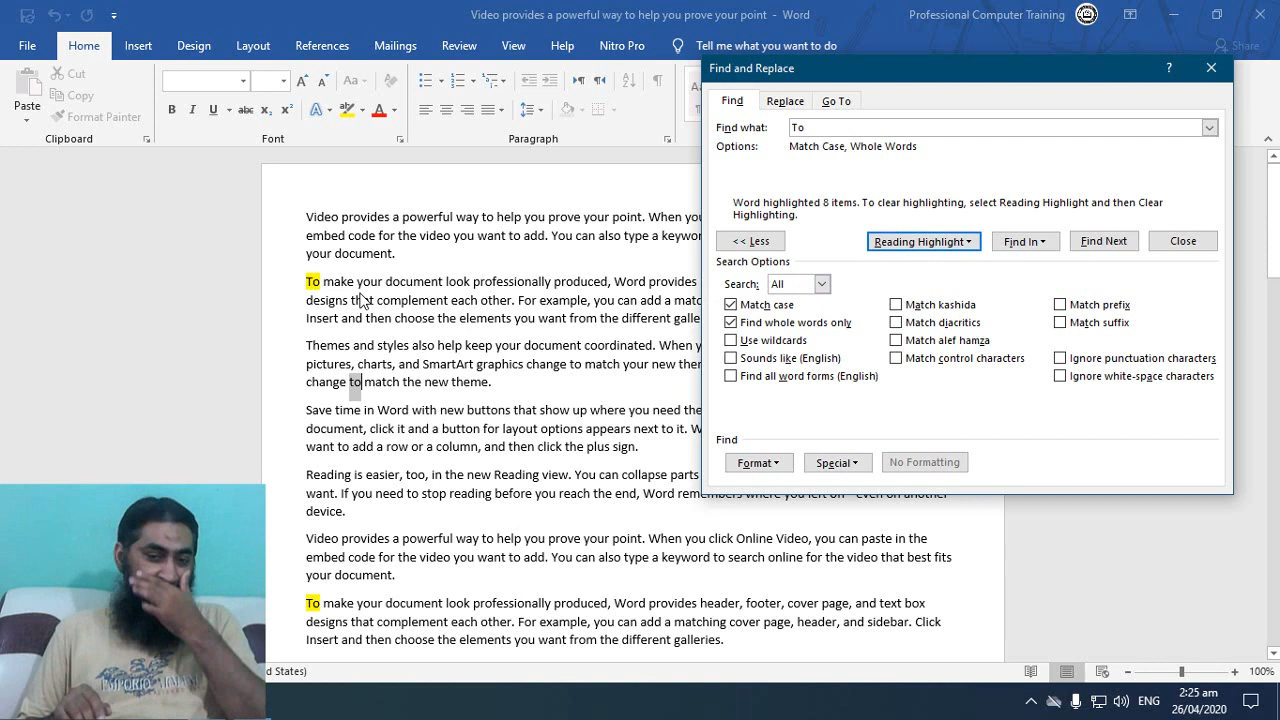 Video provides a powerful way to help you prove your point - Word
Professional Computer Training
File Home Insert Design Layout References Mailings Review View Help Nitro Pro Tell me what you want to do Share
Paste
Cut
Copy
Format Painter
Clipboard
Font
Paragraph
Find and Replace
Find Replace Go To
Find what: To
Options: Match Case, Whole Words
Word highlighted 8 items. To clear highlighting, select Reading Highlight and then Clear
Highlighting.
<< Less Reading Highlight Find In Find Next Close
Search Options
Search: All
Match case
Find whole words only
Use wildcards
Sounds like (English)
Find all word forms (English)
Match kashida
Match diacritics
Match alef hamza
Match control characters
Match prefix
Match suffix
Ignore punctuation characters
Ignore white-space characters
Find
Format Special No Formatting
Video provides a powerful way to help you prove your point. When you
embed code for the video you want to add. You can also type a
your document.
To make your document look professionally produced, Word provides
designs that complement each other. For example, you can add a
Insert and then choose the elements you want from the different
Themes and styles also help keep your document coordinated. When
pictures, charts, and SmartArt graphics change to match your new
change to match the new theme.
Save time in Word with new buttons that show up where you need
document, click it and a button for layout options appears next to it.
want to add a row or a column, and then click the plus sign.
Reading is easier, too, in the new Reading view. You can collapse parts
want. If you need to stop reading before you reach the end, Word remembers where you left off - even on another
device.
Video provides a powerful way to help you prove your point. When you click Online Video, you can paste in the
embed code for the video you want to add. You can also type a keyword to search online for the video that best fits
your document.
To make your document look professionally produced, Word provides header, footer, cover page, and text box
designs that complement each other. For example, you can add a matching cover page, header, and sidebar. Click
Insert and then choose the elements you want from the different galleries.
d States)
100%
ENG
2:25 am
26/04/2020